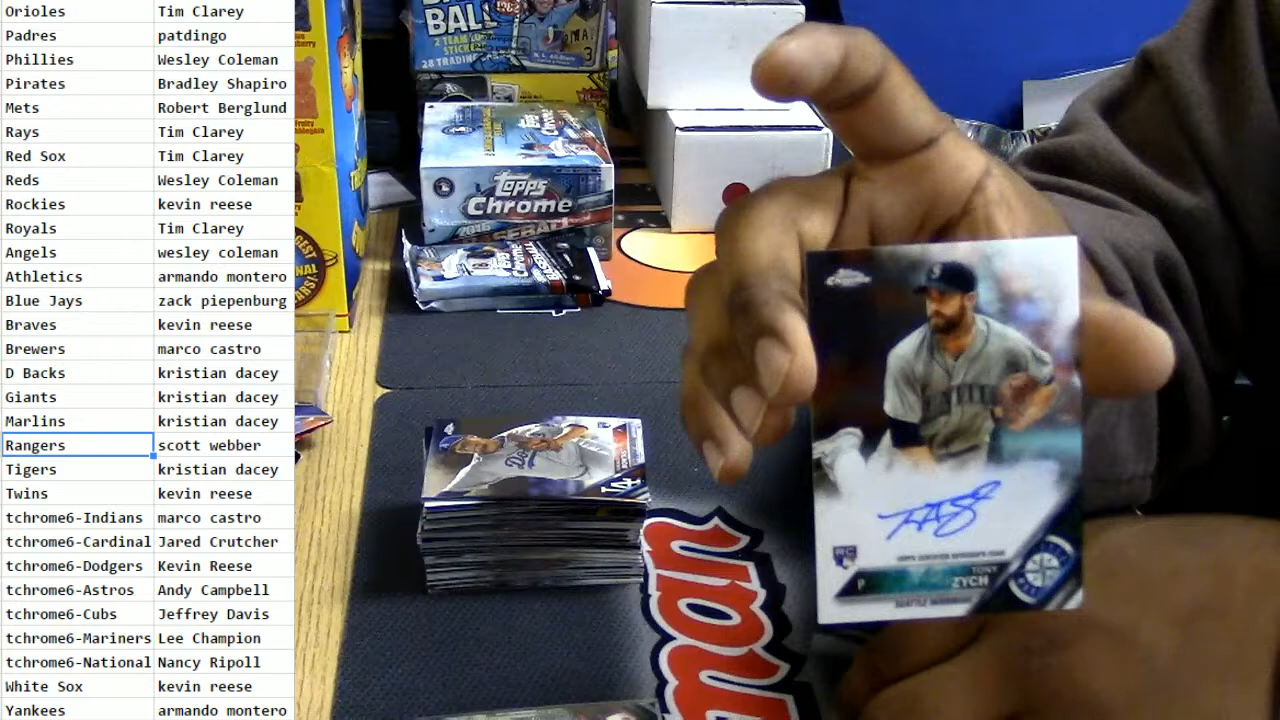 Orioles Tim Clarey
Padres patdingo
Phillies Wesley Coleman
Pirates Bradley Shapiro
Mets Robert Berglund
Rays Tim Clarey
Red Sox Tim Clarey
Reds Wesley Coleman
Rockies kevin reese
Royals Tim Clarey
Angels wesley coleman
Athletics armando montero
Blue Jays zack piepenburg
Braves kevin reese
Brewers marco castro
D Backs kristian dacey
Giants kristian dacey
Marlins kristian dacey
Rangers scott webber
Tigers kristian dacey
Twins kevin reese
tchrome6-Indians marco castro
tchrome6-Cardinal Jared Crutcher
tchrome6-Dodgers Kevin Reese
tchrome6-Astros Andy Campbell
tchrome6-Cubs Jeffrey Davis
tchrome6-Mariners Lee Champion
tchrome6-National Nancy Ripoll
White Sox kevin reese
Yankees armando montero
BALL
28 TRADING
Topps
Chrome
2016
BASEBALL
Chrome
RC
TONY
P ZYCH
SEATTLE MARINERS